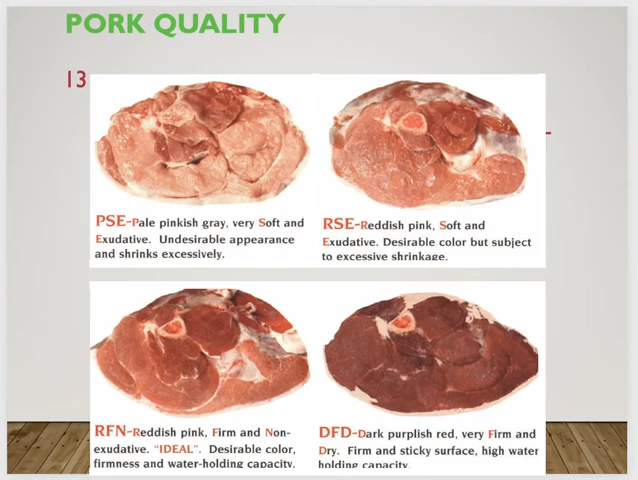 PORK QUALITY
13
PSE-Pale pinkish gray, very Soft and
Exudative. Undesirable appearance
and shrinks excessively.
RSE-Reddish pink, Soft and
Exudative. Desirable color but subject
to excessive shrinkage.
RFN-Reddish pink, Firm and Non-
exudative. "IDEAL". Desirable color,
firmness and water-holding capacity.
DFD-Dark purplish red, very Firm and
Dry. Firm and sticky surface, high water
holding capacity.